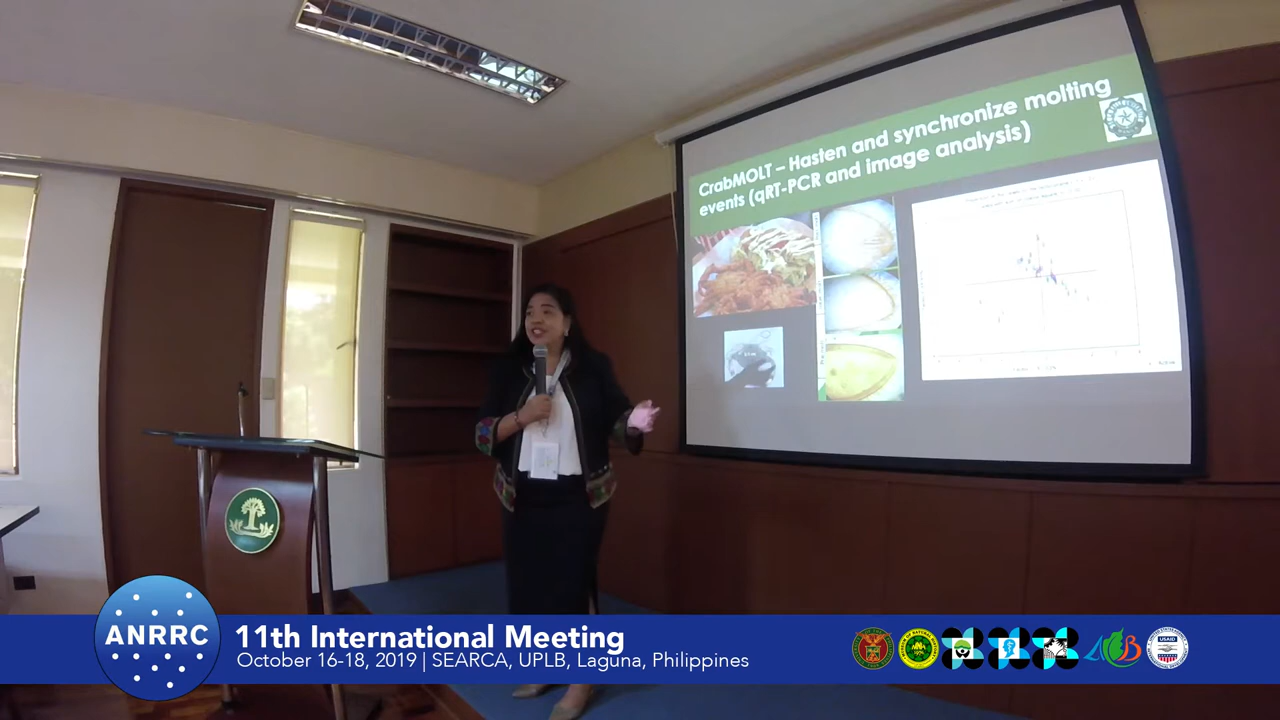 CrabMOLT – Hasten and synchronize molting
events (qRT-PCR and image analysis)
ANRRC
11th International Meeting
October 16-18, 2019 | SEARCA, UPLB, Laguna, Philippines
USAID